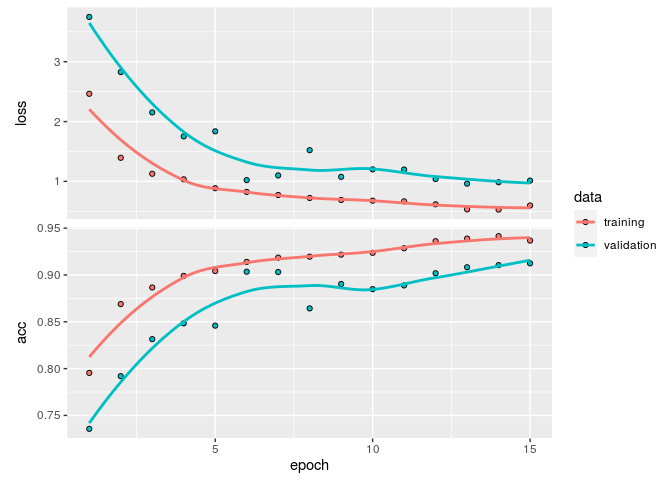 loss
3
2
1
acc
0.95
0.90
0.85
0.80
0.75
5
10
15
epoch
data
training
validation